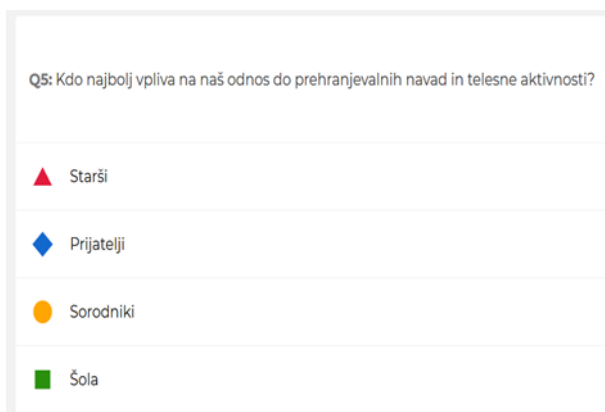 Q5: Kdo najbolj vpliva na naš odnos do prehranjevalnih navad in telesne aktivnosti?
Starši
Prijatelji
Sorodniki
Šola